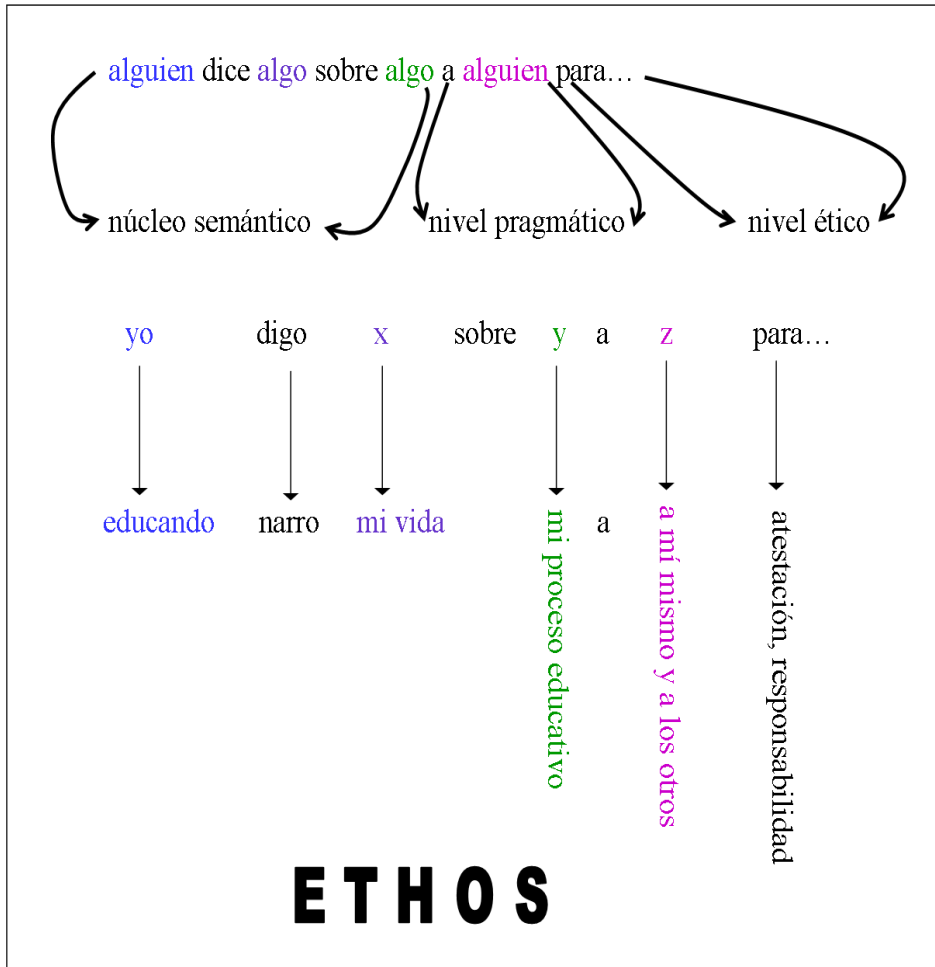 alguien dice algo sobre algo a alguien para…
núcleo semántico nivel pragmático nivel ético
yo digo x sobre y a z para…
educando narro mi vida a
mi proceso educativo
a mí mismo y a los otros
atestación, responsabilidad
ETHOS